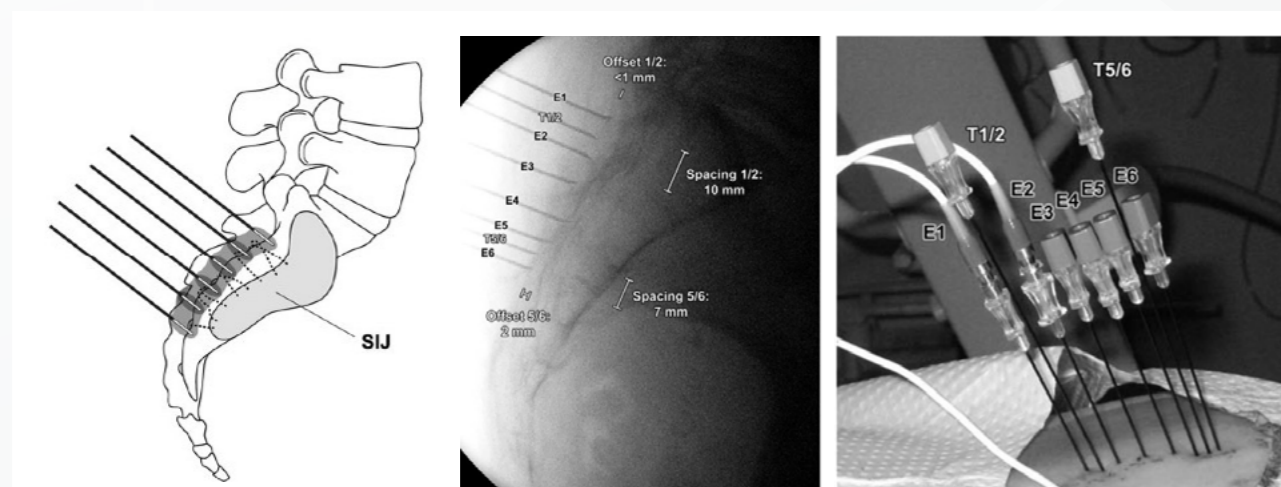 SIJ
Offset 1/2:
<1 mm
E1
T1/2
E2
E3
E4
E5
T5/6
E6
Spacing 1/2:
10 mm
Spacing 5/6:
7 mm
Offset 5/6:
2 mm
T5/6
T1/2
E1
E2
E3
E4
E5
E6